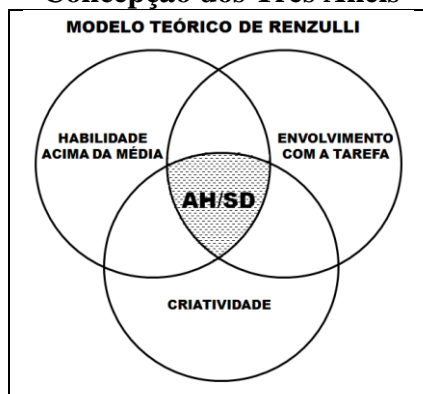 Concepção dos Três Anéis
MODELO TEÓRICO DE RENZULLI
HABILIDADE
ACIMA DA MÉDIA
ENVOLVIMENTO
COM A TAREFA
AH/SD
CRIATIVIDADE